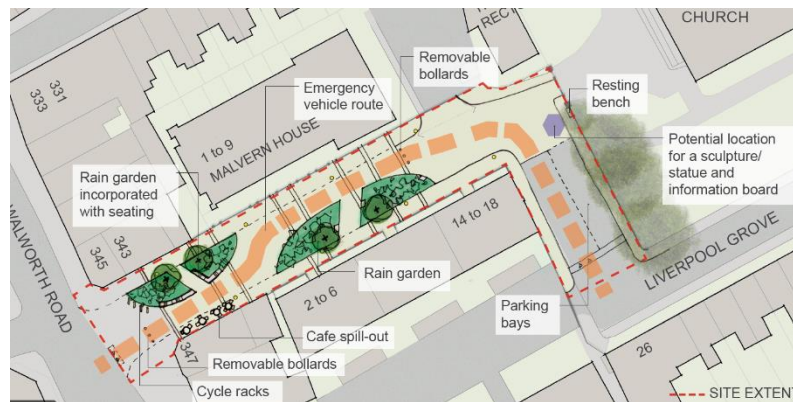 CHURCH
RECT
Removable
bollards
Resting
bench
331
333
Emergency
vehicle route
1 to 9
MALVERN HOUSE
Potential location
for a sculpture/
statue and
information board
Rain garden
incorporated
with seating
14 to 18
WALWORTH ROAD
343
345
LIVERPOOL GROVE
Rain garden
2 to 6
Parking
bays
Cafe spill-out
347
26
Removable bollards
Cycle racks
SITE EXTENT